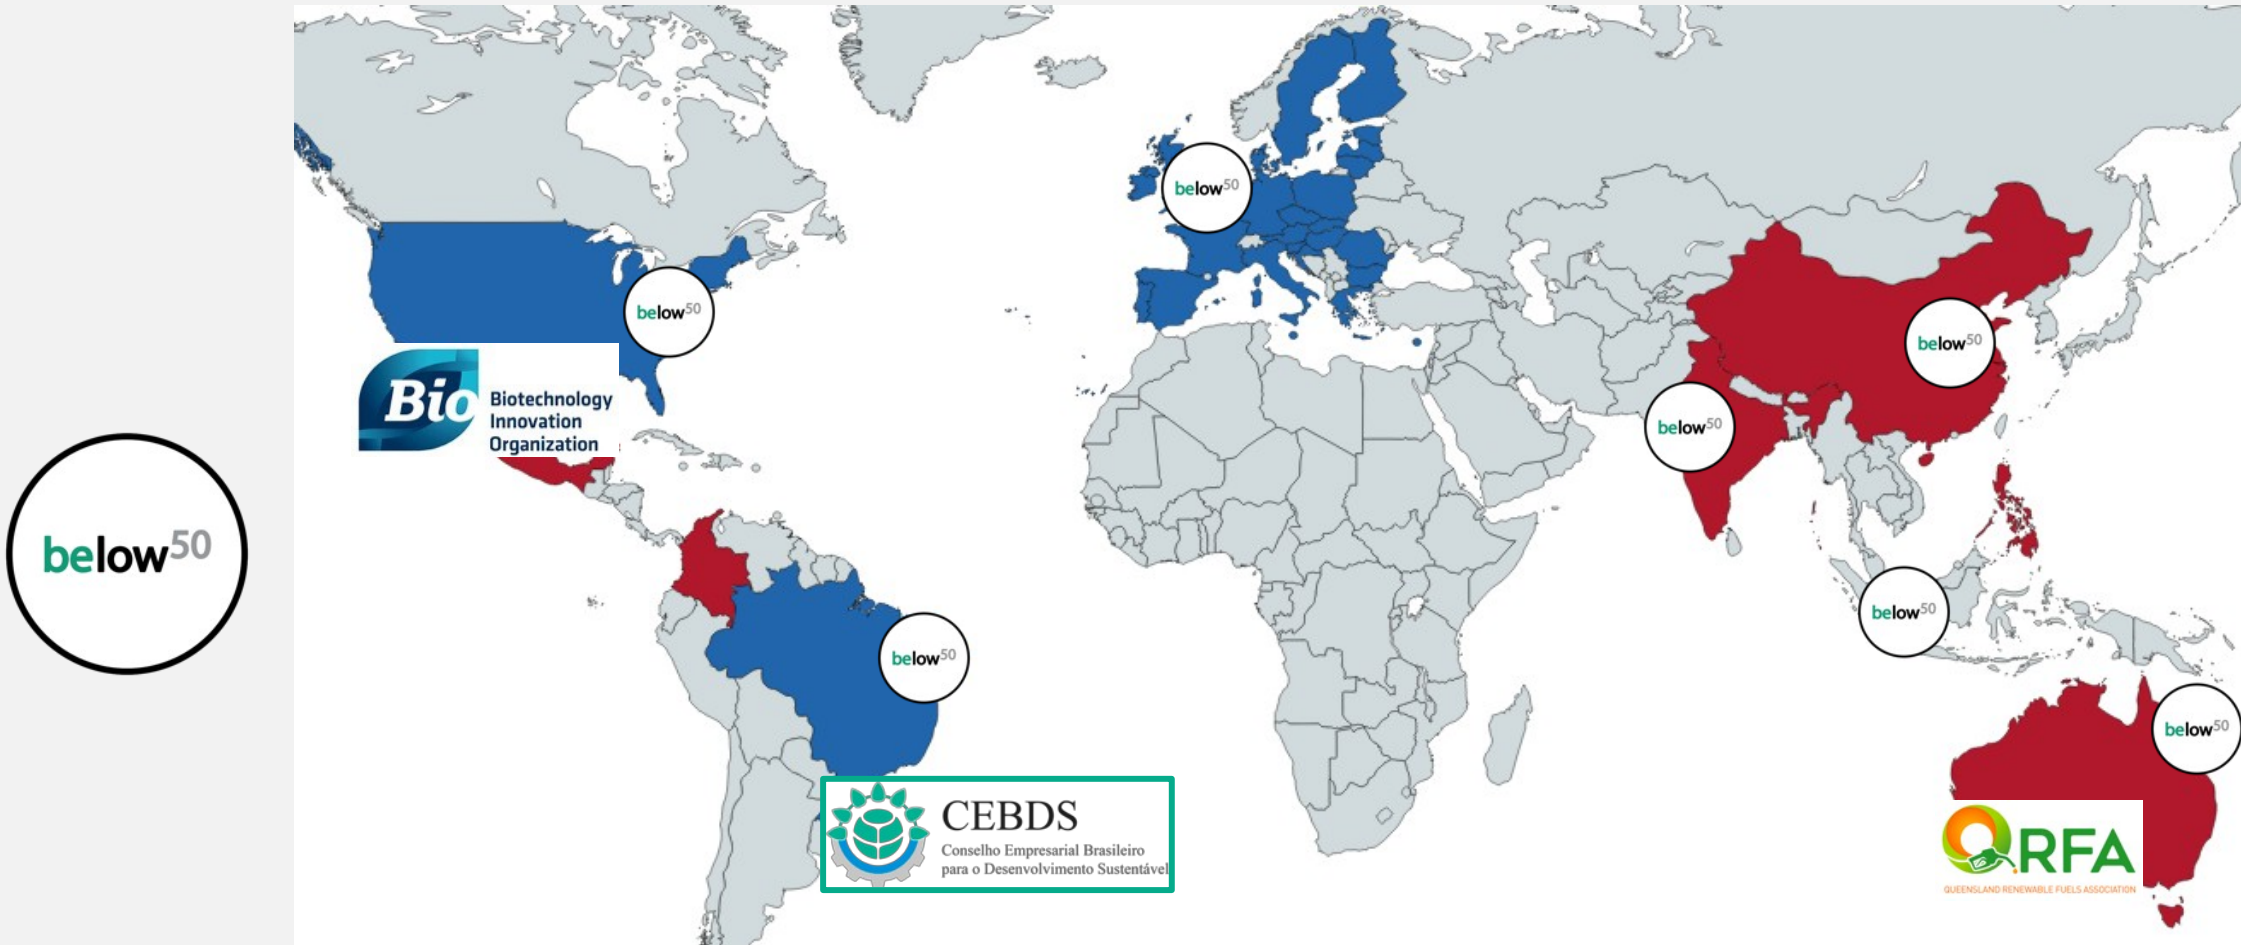 below50
below50
below50
below50
below50
Bio
Biotechnology
Innovation
Organization
below50
below50
below50
below50
CEBDS
Conselho Empresarial Brasileiro
para o Desenvolvimento Sustentável
QRFA
QUEENSLAND RENEWABLE FUELS ASSOCIATION